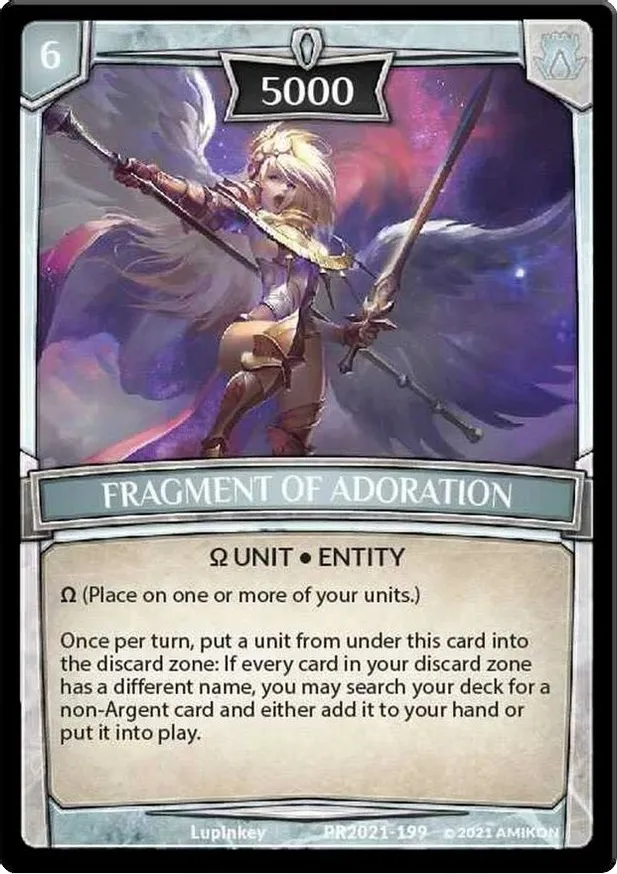 6
5000
FRAGMENT OF ADORATION
Ω UNIT • ENTITY
Ω (Place on one or more of your units.)
Once per turn, put a unit from under this card into
the discard zone: If every card in your discard zone
has a different name, you may search your deck for a
non-Argent card and either add it to your hand or
put it into play.
LupInkey PR2021-199 © 2021 AMIKON